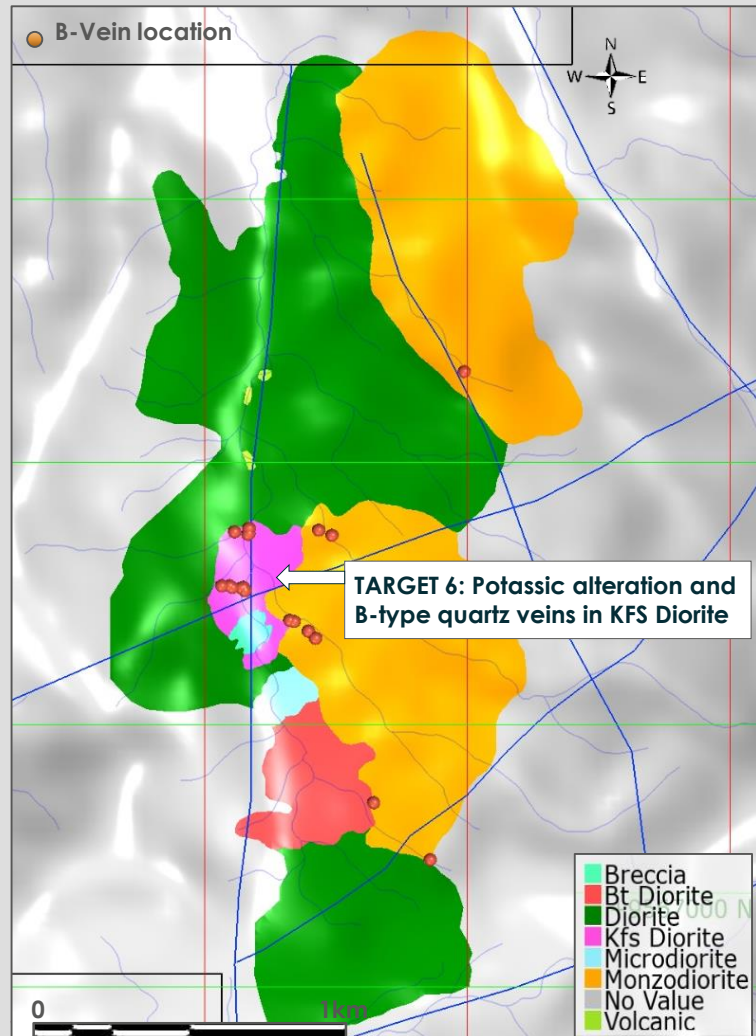 B-Vein location
N
W E
S
TARGET 6: Potassic alteration and
B-type quartz veins in KFS Diorite
Breccia
Bt Diorite
Diorite
Kfs Diorite
Microdiorite
Monzodiorite
No Value
Volcanic
7000 N
0 1km